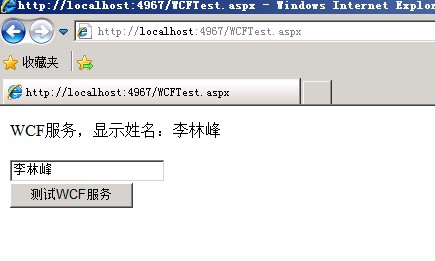 http://localhost:4967/WCFTest.aspx - Windows Internet Explor
http://localhost:4967/WCFTest.aspx
收藏夹
http://localhost:4967/WCFTest.aspx
WCF服务，显示姓名：李林峰
李林峰
测试WCF服务